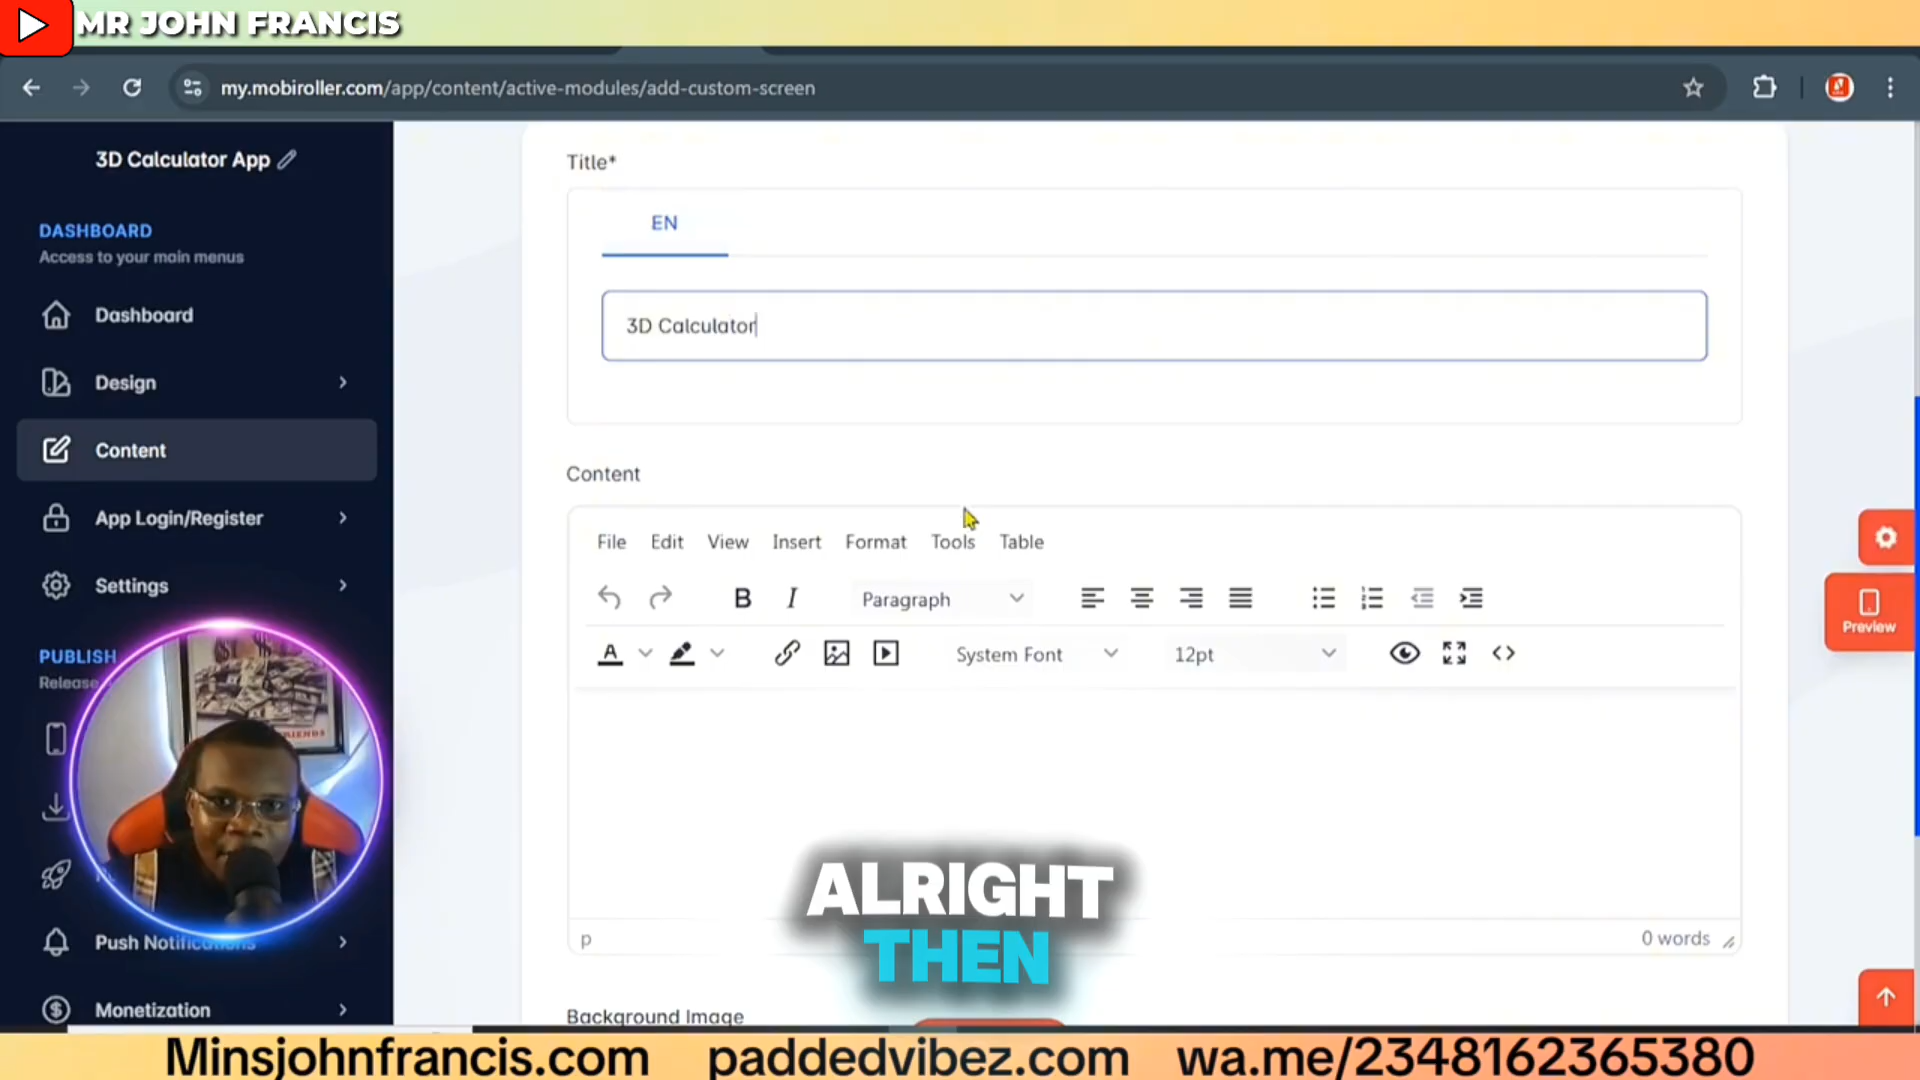 MR JOHN FRANCIS
my.mobiroller.com/app/content/active-modules/add-custom-screen
3D Calculator App
DASHBOARD
Access to your main menus
Dashboard
Design
Content
App Login/Register
Settings
PUBLISH
Release
Push Notifications
Monetization
Title*
EN
3D Calculator
Content
File Edit View Insert Format Tools Table
B I Paragraph
A System Font 12pt
p
0 words
Background Image
Preview
ALRIGHT
THEN
Minsjohnfrancis.com paddedvibez.com wa.me/2348162365380